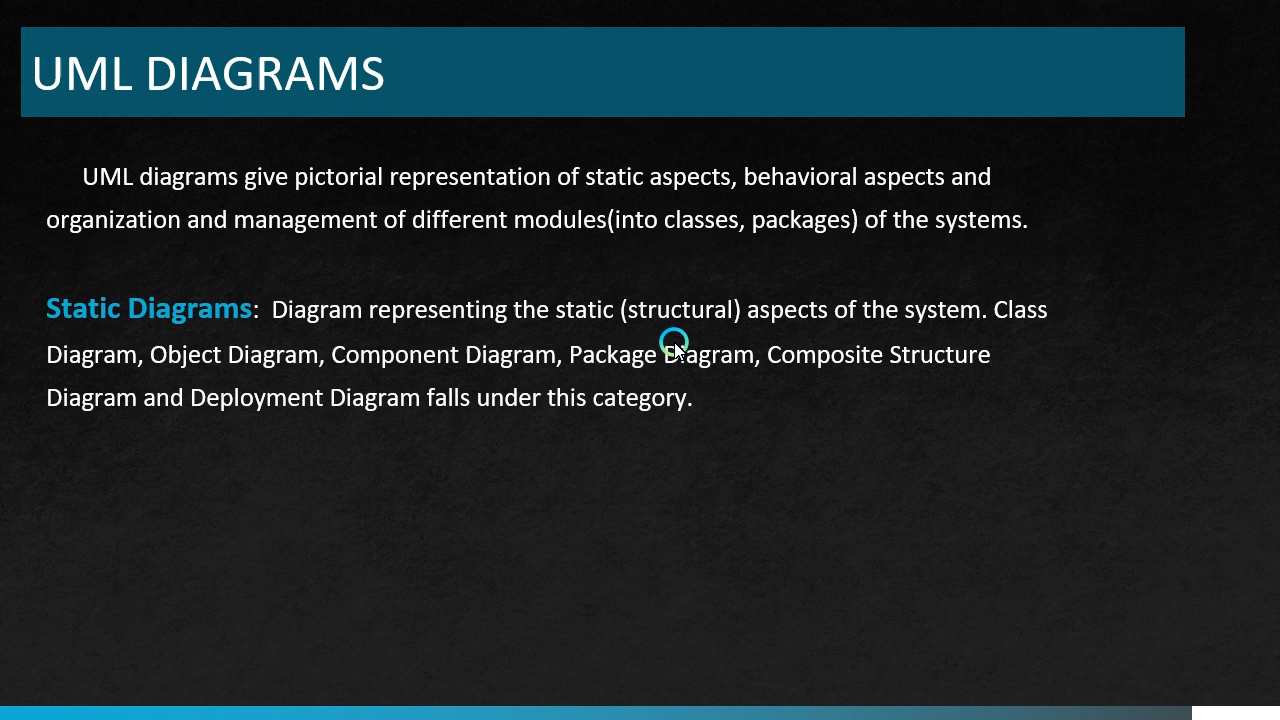 UML DIAGRAMS
UML diagrams give pictorial representation of static aspects, behavioral aspects and
organization and management of different modules(into classes, packages) of the systems.
Static Diagrams: Diagram representing the static (structural) aspects of the system. Class
Diagram, Object Diagram, Component Diagram, Package Diagram, Composite Structure
Diagram and Deployment Diagram falls under this category.